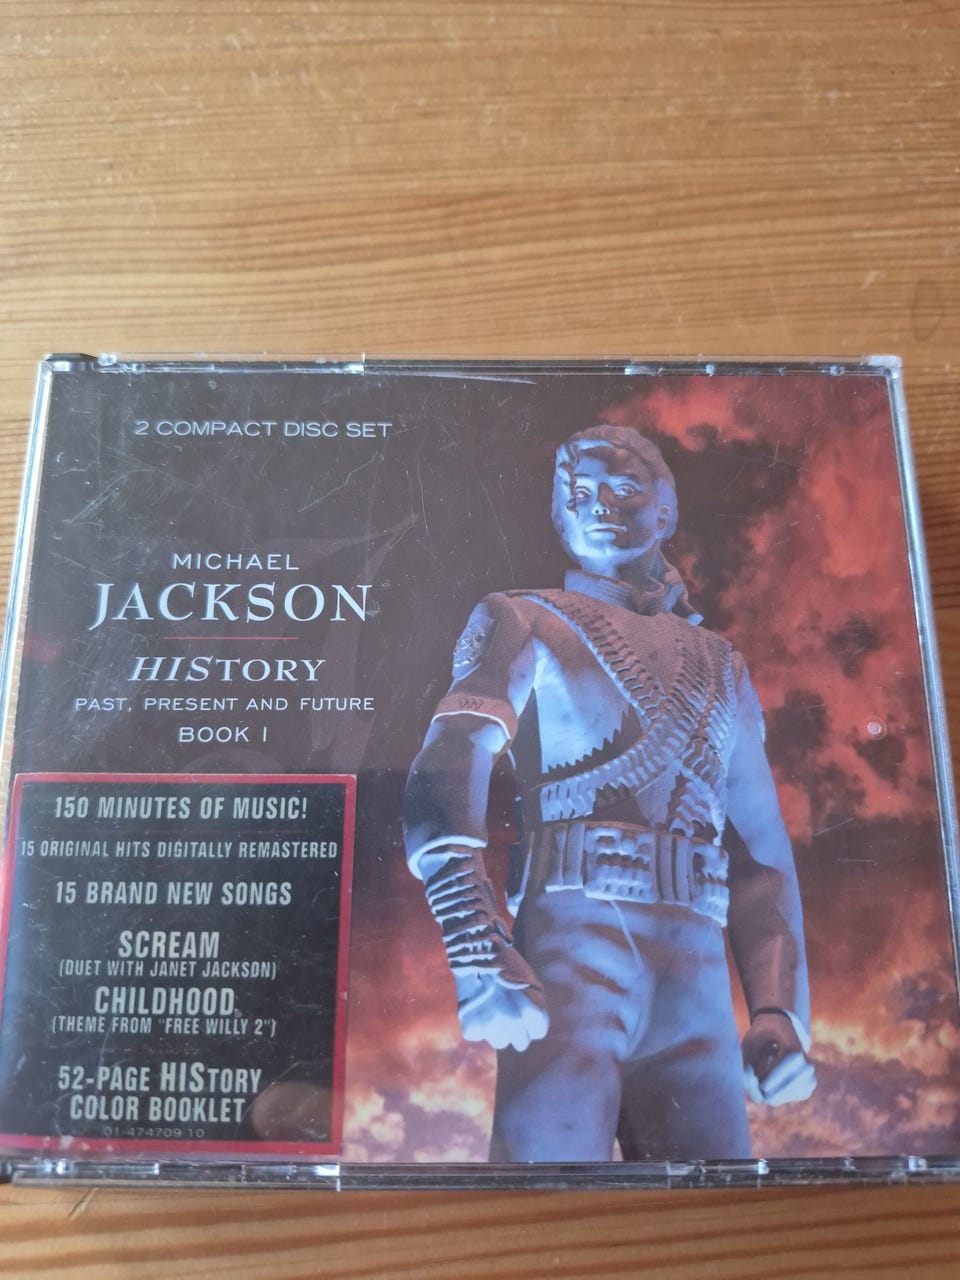 2 COMPACT DISC SET
MICHAEL
JACKSON
HISTORY
PAST, PRESENT AND FUTURE
BOOK I
150 MINUTES OF MUSIC!
15 ORIGINAL HITS DIGITALLY REMASTERED
15 BRAND NEW SONGS
SCREAM
(DUET WITH JANET JACKSON)
CHILDHOOD
(THEME FROM "FREE WILLY 2")
52-PAGE HIStory
COLOR BOOKLET
01-474709-10